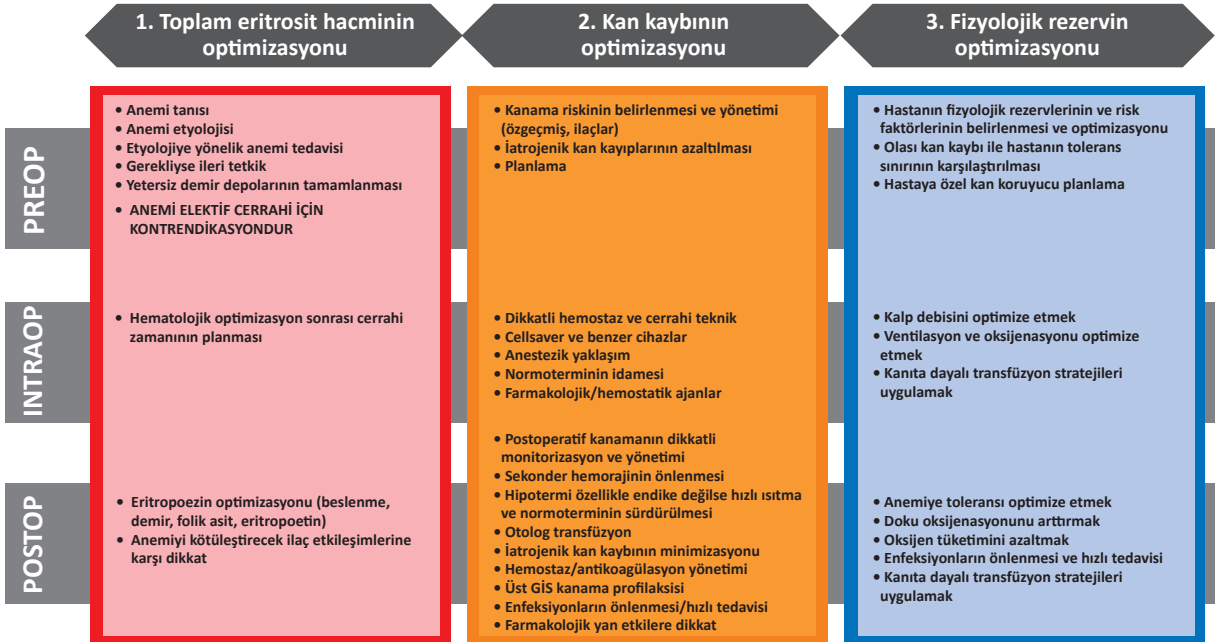 1. Toplam eritrosit hacminin
optimizasyonu
2. Kan kaybının
optimizasyonu
3. Fizyolojik rezervin
optimizasyonu
PREOP
• Anemi tanısı
• Anemi etyolojisi
• Etyolojiye yönelik anemi tedavisi
• Gerekliyse ileri tetkik
• Yetersiz demir depolarının tamamlanması
• ANEMİ ELEKTİF CERRAHİ İÇİN
KONTRENDİKASYONDUR
• Kanama riskinin belirlenmesi ve yönetimi
(özgeçmiş, ilaçlar)
• İatrojenik kan kayıplarının azaltılması
• Planlama
• Hastanın fizyolojik rezervlerinin ve risk
faktörlerinin belirlenmesi ve optimizasyonu
• Olası kan kaybı ile hastanın tolerans
sınırının karşılaştırılması
• Hastaya özel kan koruyucu planlama
INTRAOP
• Hematolojik optimizasyon sonrası cerrahi
zamanının planması
• Dikkatli hemostaz ve cerrahi teknik
• Cellsaver ve benzer cihazlar
• Anestezik yaklaşım
• Normoterminin idamesi
• Farmakolojik/hemostatik ajanlar
• Kalp debisini optimize etmek
• Ventilasyon ve oksijenasyonu optimize
etmek
• Kanıta dayalı transfüzyon stratejileri
uygulamak
POSTOP
• Eritropoezin optimizasyonu (beslenme,
demir, folik asit, eritropoetin)
• Anemiyi kötüleştirecek ilaç etkileşimlerine
karşı dikkat
• Postoperatif kanamanın dikkatli
monitorizasyon ve yönetimi
• Sekonder hemorajinin önlenmesi
• Hipotermi özellikle endike değilse hızlı ısıtma
ve normoterminin sürdürülmesi
• Otolog transfüzyon
• İatrojenik kan kaybının minimizasyonu
• Hemostaz/antikoagülasyon yönetimi
• Üst GİS kanama profilaksisi
• Enfeksiyonların önlenmesi/hızlı tedavisi
• Farmakolojik yan etkilere dikkat
• Anemiye toleransı optimize etmek
• Doku oksijenasyonunu arttırmak
• Oksijen tüketimini azaltmak
• Enfeksiyonların önlenmesi ve hızlı tedavisi
• Kanıta dayalı transfüzyon stratejileri
uygulamak